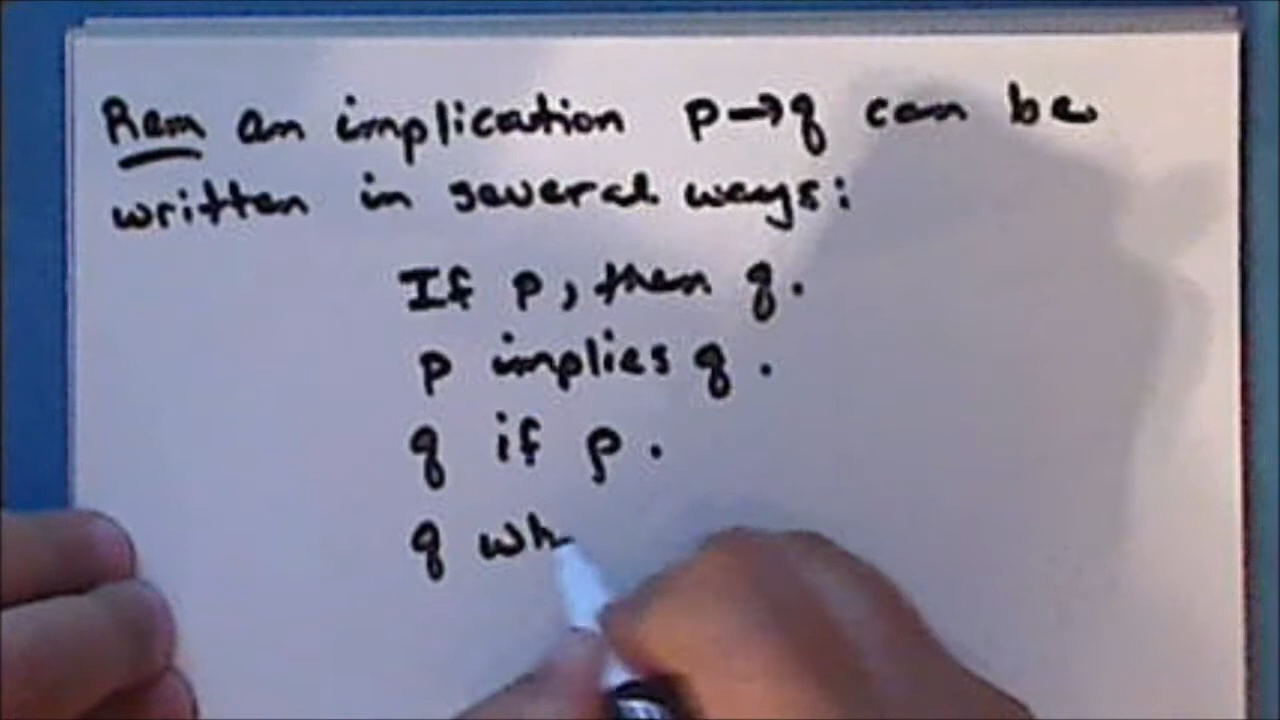 Rem an implication p→q can be
written in several ways:
If p, then q.
p implies q.
q if p.
q wh